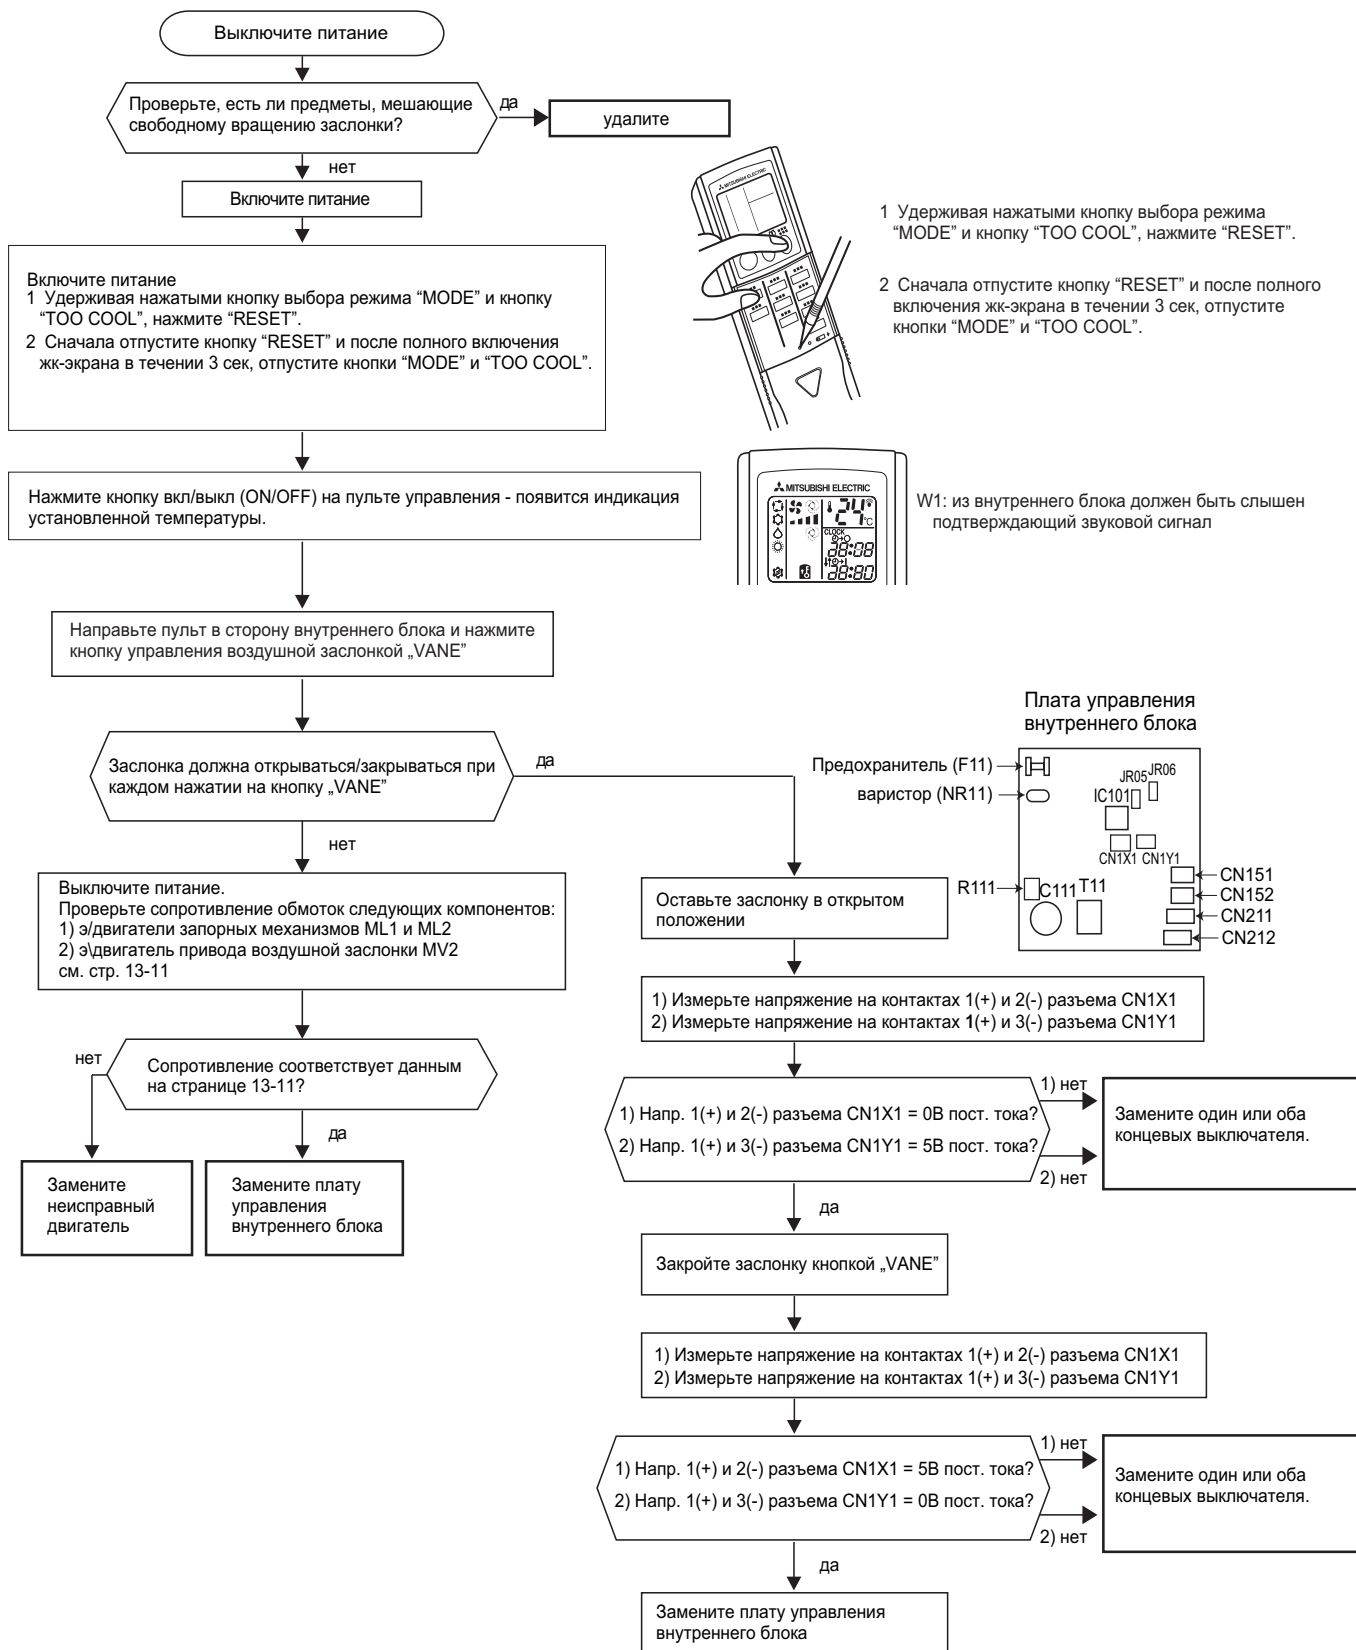 Выключите питание
Проверьте, есть ли предметы, мешающие
свободному вращению заслонки?
да
удалите
нет
Включите питание
Включите питание
1 Удерживая нажатыми кнопку выбора режима “MODE” и кнопку
“TOO COOL”, нажмите “RESET”.
2 Сначала отпустите кнопку “RESET” и после полного включения
жк-экрана в течении 3 сек, отпустите кнопки “MODE” и “TOO COOL”.
MITSUBISHI ELECTRIC
1 Удерживая нажатыми кнопку выбора режима
“MODE” и кнопку “TOO COOL”, нажмите “RESET”.
2 Сначала отпустите кнопку “RESET” и после полного
включения жк-экрана в течении 3 сек, отпустите
кнопки “MODE” и “TOO COOL”.
Нажмите кнопку вкл/выкл (ON/OFF) на пульте управления - появится индикация
установленной температуры.
MITSUBISHI ELECTRIC
24°C
CLOCK
38:08
38:80
W1: из внутреннего блока должен быть слышен
подтверждающий звуковой сигнал
Направьте пульт в сторону внутреннего блока и нажмите
кнопку управления воздушной заслонкой „VANE”
Заслонка должна открываться/закрываться при
каждом нажатии на кнопку „VANE”
да
нет
Плата управления
внутреннего блока
Предохранитель (F11)
варистор (NR11)
JR05
JR06
IC101
CN1X1
CN1Y1
R111
C111
T11
CN151
CN152
CN211
CN212
Выключите питание.
Проверьте сопротивление обмоток следующих компонентов:
1) э/двигатели запорных механизмов ML1 и ML2
2) э\двигатель привода воздушной заслонки MV2
см. стр. 13-11
Сопротивление соответствует данным
на странице 13-11?
нет
да
Замените
неисправный
двигатель
Замените плату
управления
внутреннего блока
Оставьте заслонку в открытом
положении
1) Измерьте напряжение на контактах 1(+) и 2(-) разъема CN1X1
2) Измерьте напряжение на контактах 1(+) и 3(-) разъема CN1Y1
1) Напр. 1(+) и 2(-) разъема CN1X1 = 0В пост. тока?
2) Напр. 1(+) и 3(-) разъема CN1Y1 = 5В пост. тока?
1) нет
2) нет
Замените один или оба
концевых выключателя.
да
Закройте заслонку кнопкой „VANE”
1) Измерьте напряжение на контактах 1(+) и 2(-) разъема CN1X1
2) Измерьте напряжение на контактах 1(+) и 3(-) разъема CN1Y1
1) Напр. 1(+) и 2(-) разъема CN1X1 = 5В пост. тока?
2) Напр. 1(+) и 3(-) разъема CN1Y1 = 0В пост. тока?
1) нет
2) нет
Замените один или оба
концевых выключателя.
да
Замените плату управления
внутреннего блока